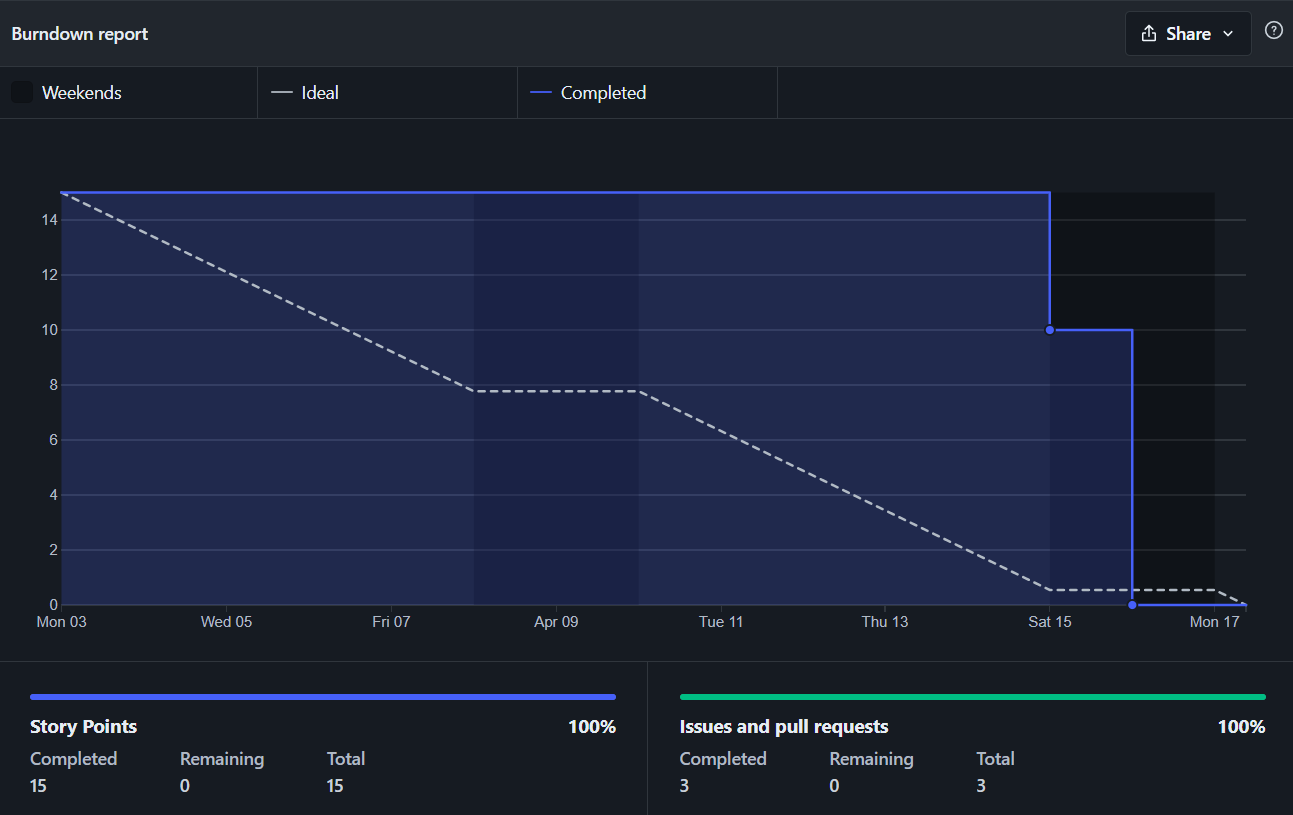 Burndown report
Share
Weekends
Ideal
Completed
14
12
10
8
6
4
2
0
Mon 03 Wed 05 Fri 07 Apr 09 Tue 11 Thu 13 Sat 15 Mon 17
Story Points 100%
Completed Remaining Total
15 0 15
Issues and pull requests 100%
Completed Remaining Total
3 0 3